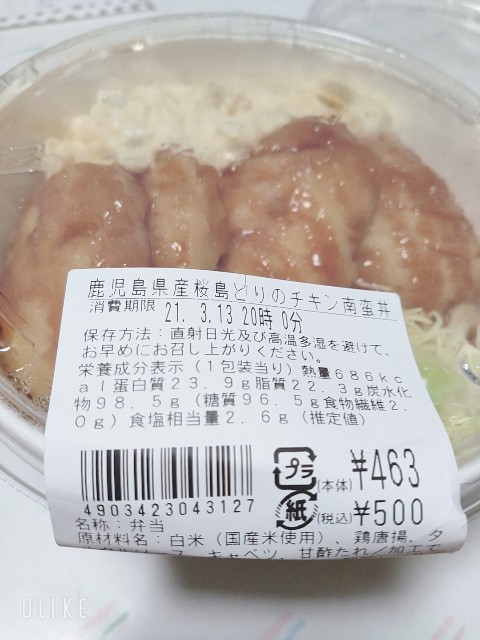 鹿児島県産桜島どりのチキン南蛮丼
消費期限 21. 3.13 20時 0分
保存方法：直射日光及び高温多湿を避けて、
お早めにお召し上がりください。
栄養成分表示（１包装当り）熱量６８６ｋｃ
ａｌ蛋白質２３．９ｇ脂質２２．３ｇ炭水化
物９８．５ｇ（糖質９６．５ｇ食物繊維２．
０ｇ）食塩相当量２．６ｇ（推定値）
プラ (本体) ¥463
4903423043127
紙 (税込) ¥500
名称：弁当
原材料名：白米（国産米使用）、鶏唐揚、タ
ス、キャベツ、甘酢たれ／加工で
ULIKE